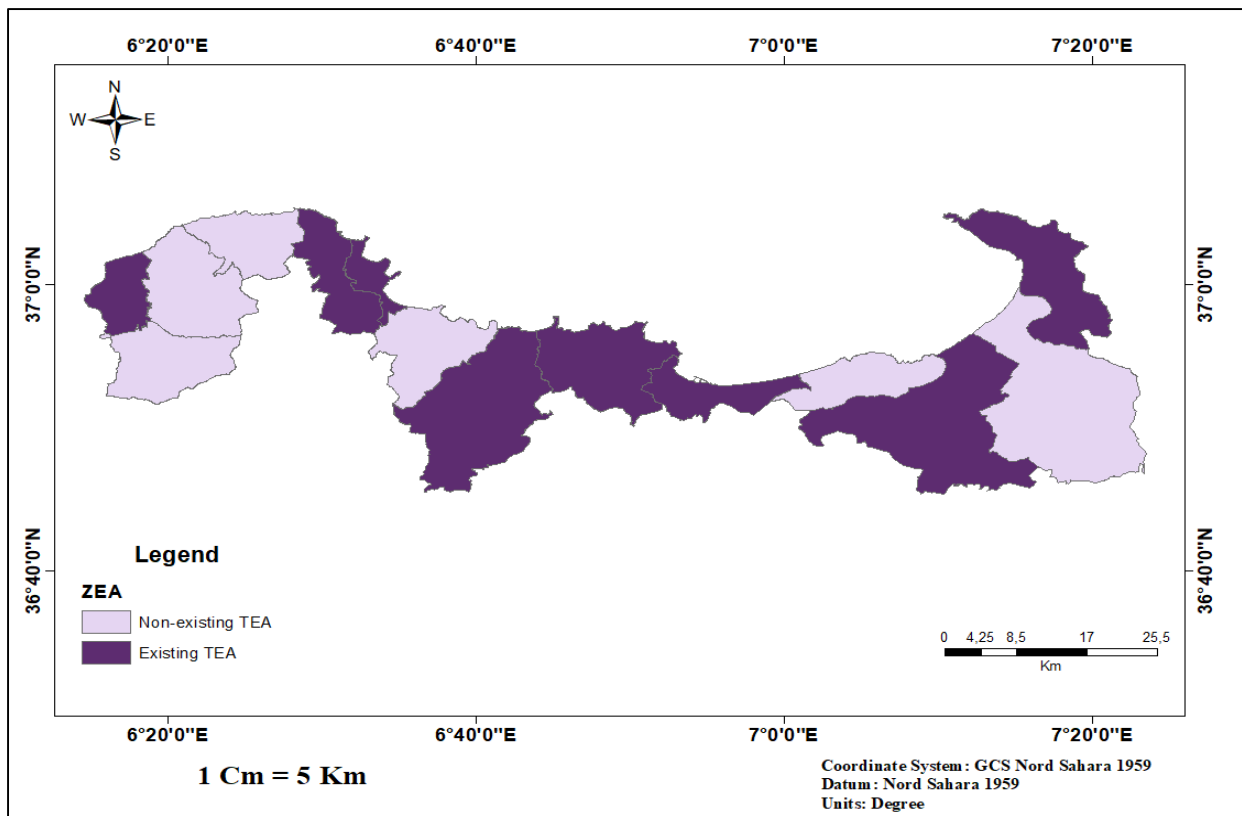 6°20'0"E 6°40'0"E 7°0'0"E 7°20'0"E
N
W E
S
37°0'0"N 37°0'0"N
36°40'0"N 36°40'0"N
Legend
ZEA
Non-existing TEA
Existing TEA
0 4,25 8,5 17 25,5
Km
6°20'0"E 6°40'0"E 7°0'0"E 7°20'0"E
1 Cm = 5 Km
Coordinate System: GCS Nord Sahara 1959
Datum: Nord Sahara 1959
Units: Degree